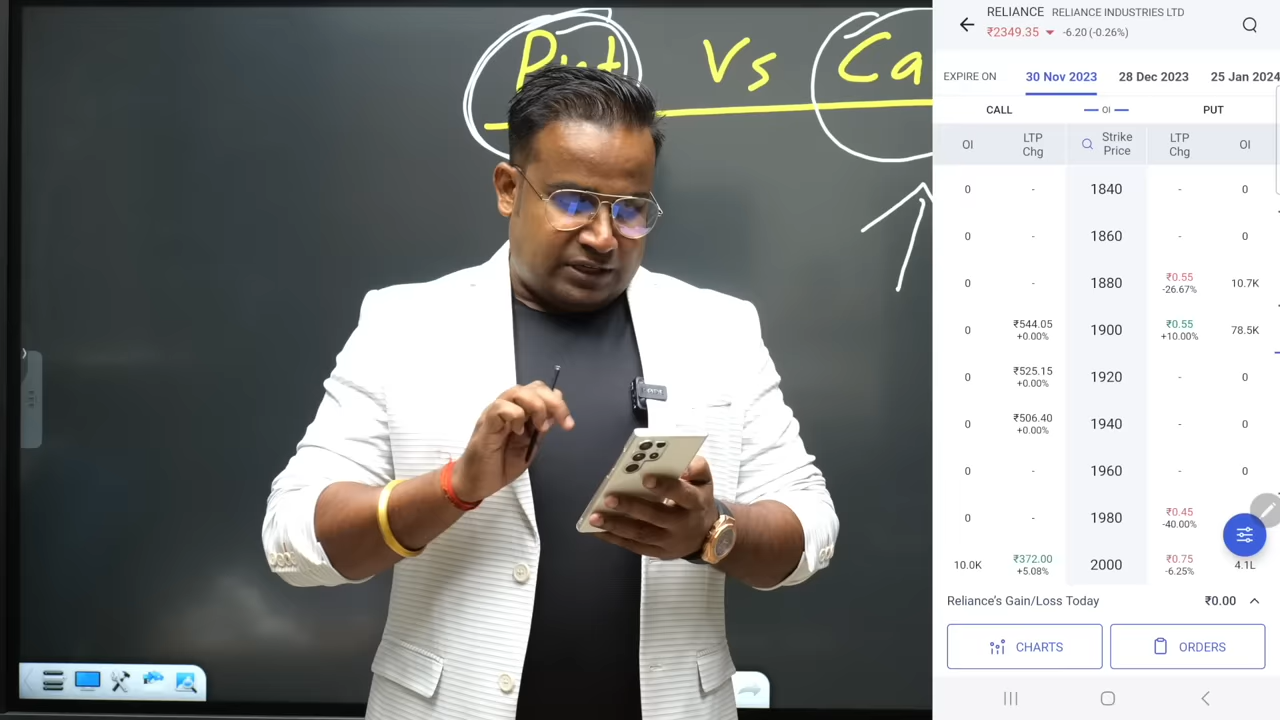 Put Vs Ca
RELIANCE RELIANCE INDUSTRIES LTD
₹2349.35 -6.20 (-0.26%)
EXPIRE ON 30 Nov 2023 28 Dec 2023 25 Jan 2024
CALL OI PUT
OI LTP Chg Strike Price LTP Chg OI
0 - 1840 - 0
0 - 1860 - 0
0 - 1880 ₹0.55 -26.67% 10.7K
0 ₹544.05 +0.00% 1900 ₹0.55 +10.00% 78.5K
0 ₹525.15 +0.00% 1920 - 0
0 ₹506.40 +0.00% 1940 - 0
0 - 1960 - 0
0 - 1980 ₹0.45 -40.00%
10.0K ₹372.00 +5.08% 2000 ₹0.75 -6.25% 4.1L
Reliance's Gain/Loss Today ₹0.00
CHARTS ORDERS